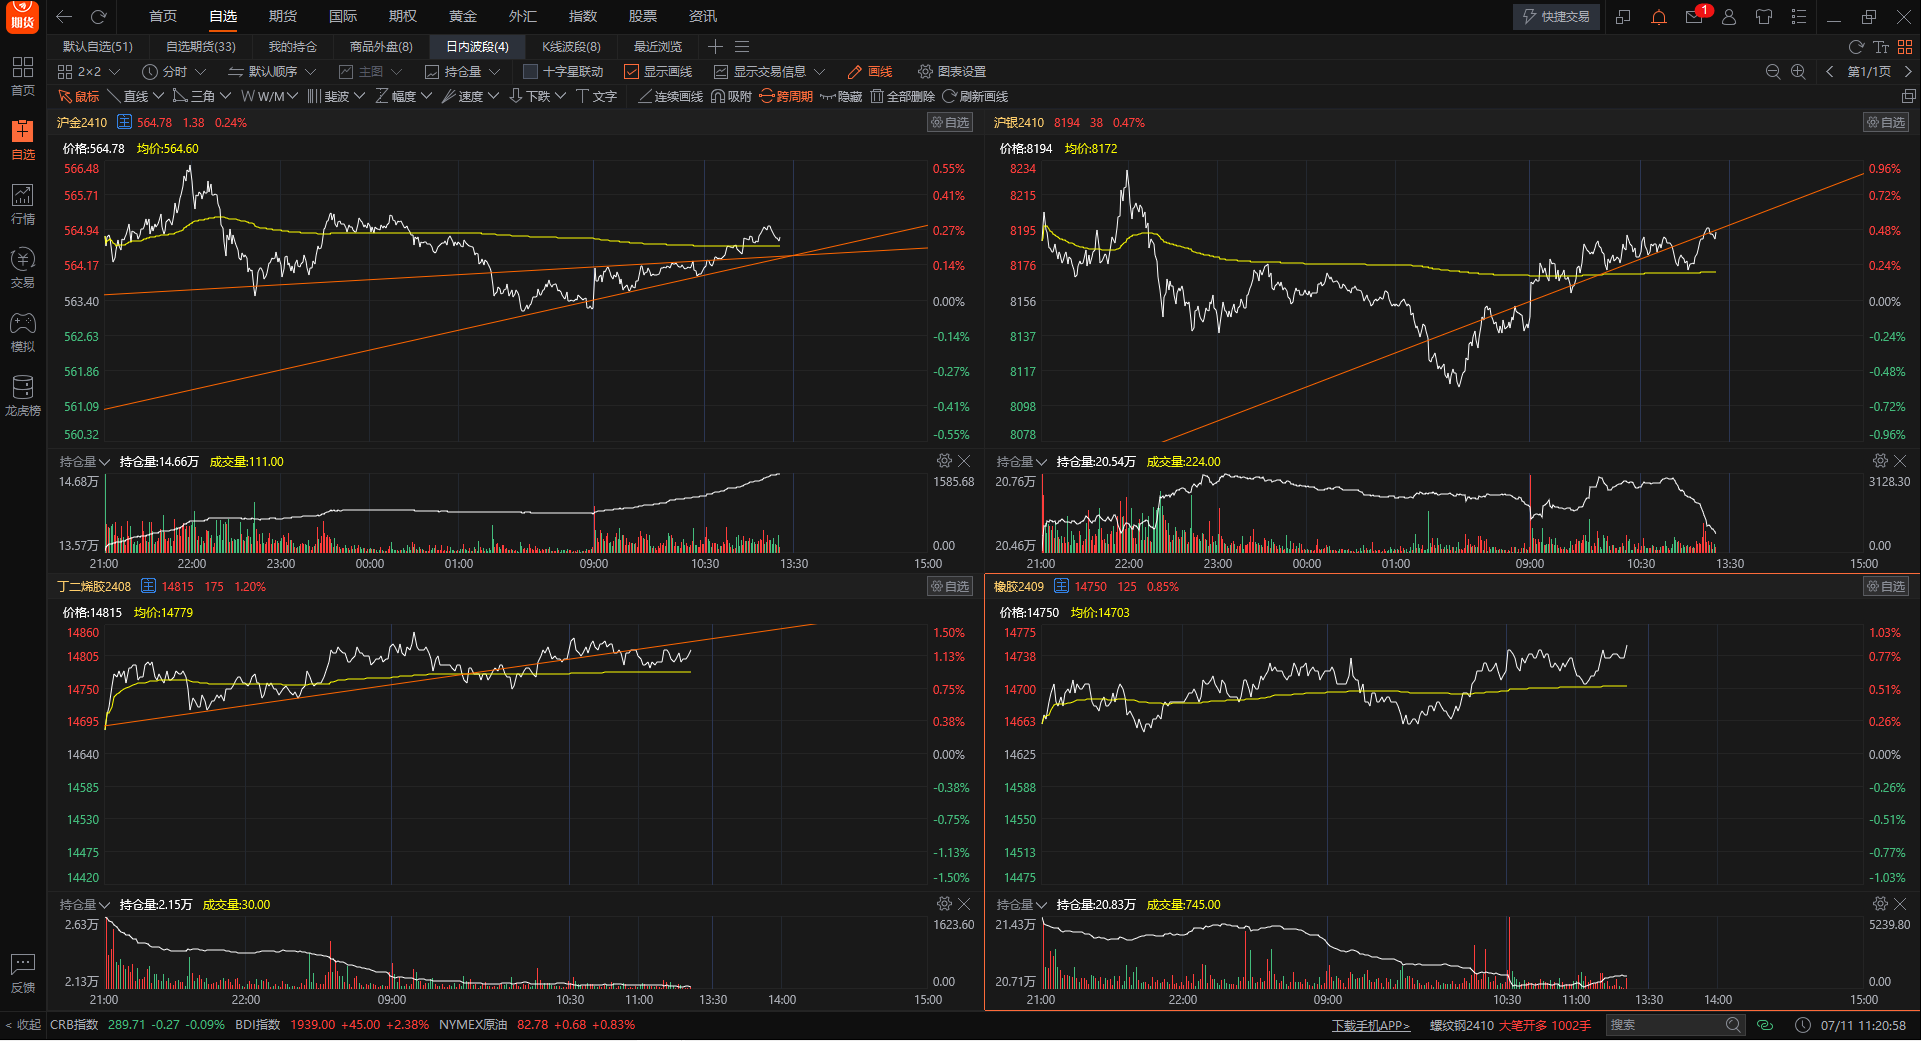 期货
首页 自选 期货 国际 期权 黄金 外汇 指数 股票 资讯
快捷交易 1
默认自选(51) 自选期货(33) 我的持仓 商品外盘(8) 日内波段(4) K线波段(8) 最近浏览
2×2 分时 默认顺序 主图 持仓量 十字星联动 显示画线 显示交易信息 画线 图表设置 第1/1页
鼠标 直线 三角 W/M 斐波 幅度 速度 下跌 文字 连续画线 吸附 跨周期 隐藏 全部删除 刷新画线
首页
自选
行情
交易
模拟
龙虎榜
反馈
< 收起
沪金2410 主 564.78 1.38 0.24% 自选
价格:564.78 均价:564.60
566.48 0.55%
565.71 0.41%
564.94 0.27%
564.17 0.14%
563.40 0.00%
562.63 -0.14%
561.86 -0.27%
561.09 -0.41%
560.32 -0.55%
持仓量 持仓量:14.66万 成交量:111.00
14.68万 1585.68
13.57万 0.00
21:00 22:00 23:00 00:00 01:00 09:00 10:30 13:30 15:00
沪银2410 8194 38 0.47% 自选
价格:8194 均价:8172
8234 0.96%
8215 0.72%
8195 0.48%
8176 0.24%
8156 0.00%
8137 -0.24%
8117 -0.48%
8098 -0.72%
8078 -0.96%
持仓量 持仓量:20.54万 成交量:224.00
20.76万 3128.30
20.46万 0.00
21:00 22:00 23:00 00:00 01:00 09:00 10:30 13:30 15:00
丁二烯胶2408 主 14815 175 1.20% 自选
价格:14815 均价:14779
14860 1.50%
14805 1.13%
14750 0.75%
14695 0.38%
14640 0.00%
14585 -0.38%
14530 -0.75%
14475 -1.13%
14420 -1.50%
持仓量 持仓量:2.15万 成交量:30.00
2.63万 1623.60
2.13万 0.00
21:00 22:00 09:00 10:30 11:00 13:30 14:00 15:00
橡胶2409 主 14750 125 0.85% 自选
价格:14750 均价:14703
14775 1.03%
14738 0.77%
14700 0.51%
14663 0.26%
14625 0.00%
14588 -0.26%
14550 -0.51%
14513 -0.77%
14475 -1.03%
持仓量 持仓量:20.83万 成交量:745.00
21.43万 5239.80
20.71万 0.00
21:00 22:00 09:00 10:30 11:00 13:30 14:00 15:00
CRB指数 289.71 -0.27 -0.09% BDI指数 1939.00 +45.00 +2.38% NYMEX原油 82.78 +0.68 +0.83% 下载手机APP> 螺纹钢2410 大笔开多 1002手 搜索 07/11 11:20:58